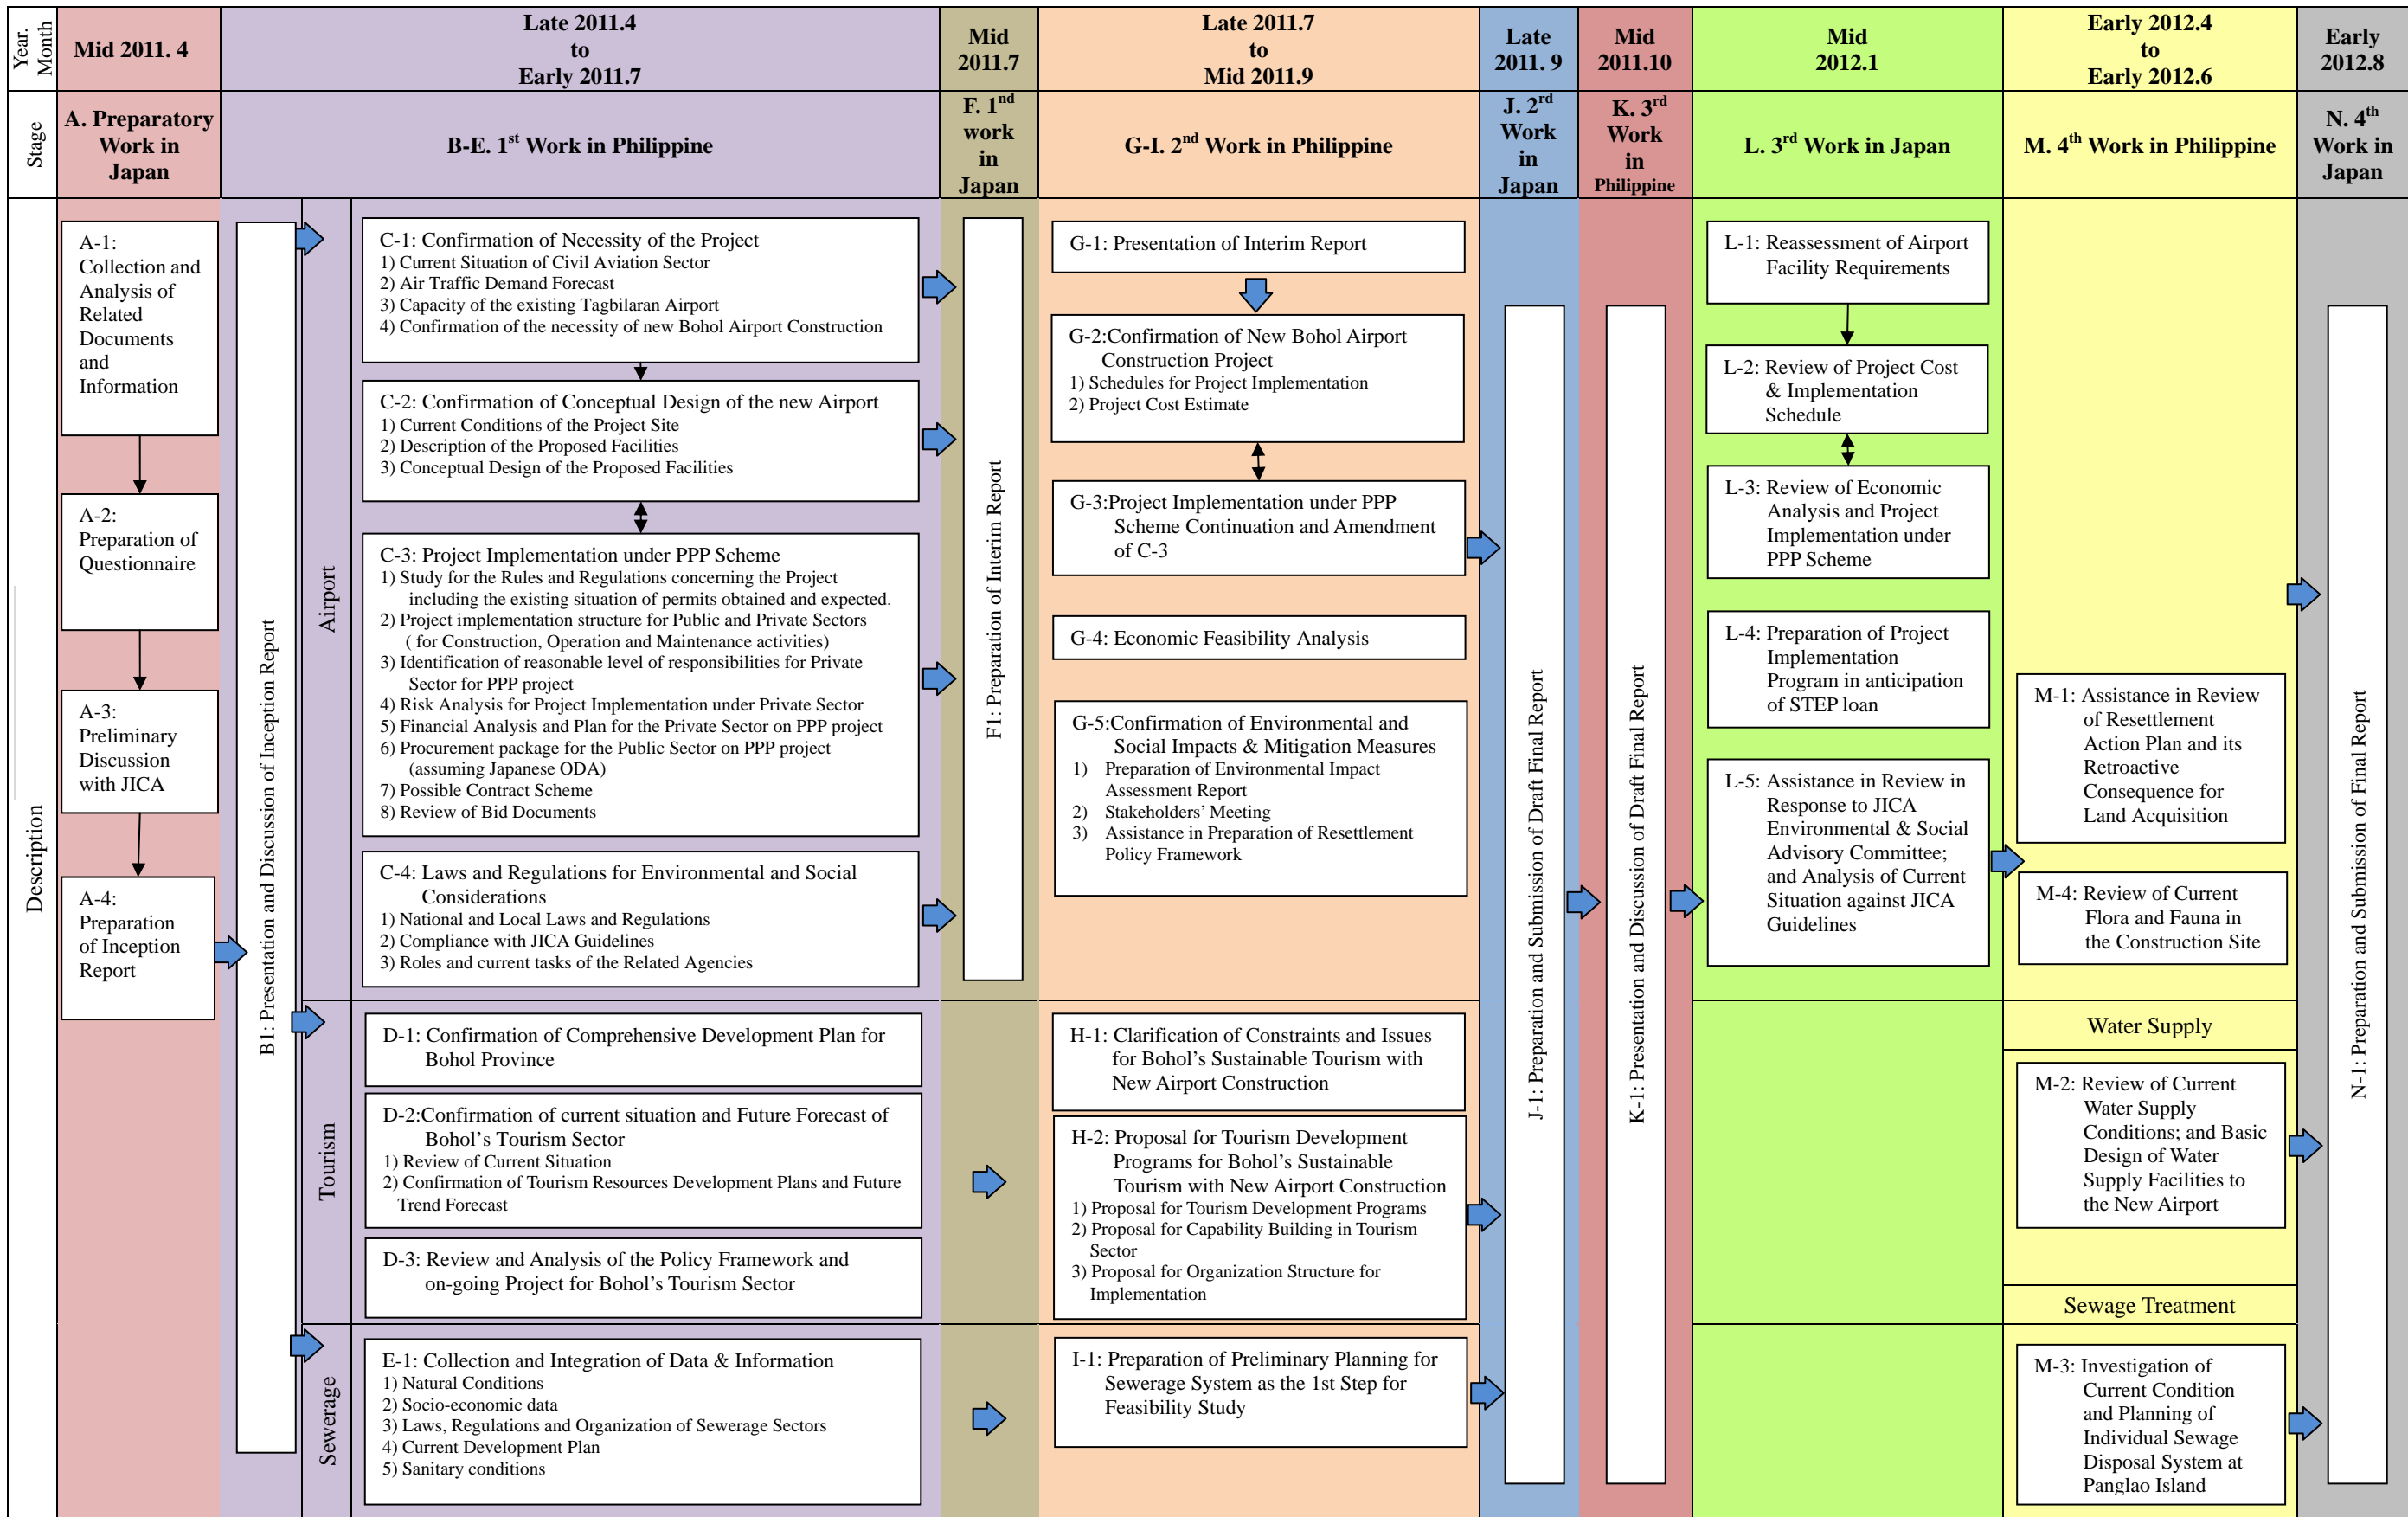 Year.
Month
Mid 2011. 4
Late 2011.4
to
Early 2011.7
Mid
2011.7
Late 2011.7
to
Mid 2011.9
Late
2011. 9
Mid
2011.10
Mid
2012.1
Early 2012.4
to
Early 2012.6
Early
2012.8
Stage
A. Preparatory
Work in
Japan
B-E. 1st Work in Philippine
F. 1nd
work
in
Japan
G-I. 2nd Work in Philippine
J. 2rd
Work
in
Japan
K. 3rd
Work
in
Philippine
L. 3rd Work in Japan
M. 4th Work in Philippine
N. 4th
Work in
Japan
Description
A-1:
Collection and
Analysis of
Related
Documents
and
Information
A-2:
Preparation of
Questionnaire
A-3:
Preliminary
Discussion
with JICA
A-4:
Preparation
of Inception
Report
B1: Presentation and Discussion of Inception Report
Airport
C-1: Confirmation of Necessity of the Project
1) Current Situation of Civil Aviation Sector
2) Air Traffic Demand Forecast
3) Capacity of the existing Tagbilaran Airport
4) Confirmation of the necessity of new Bohol Airport Construction
C-2: Confirmation of Conceptual Design of the new Airport
1) Current Conditions of the Project Site
2) Description of the Proposed Facilities
3) Conceptual Design of the Proposed Facilities
C-3: Project Implementation under PPP Scheme
1) Study for the Rules and Regulations concerning the Project
including the existing situation of permits obtained and expected.
2) Project implementation structure for Public and Private Sectors
( for Construction, Operation and Maintenance activities)
3) Identification of reasonable level of responsibilities for Private
Sector for PPP project
4) Risk Analysis for Project Implementation under Private Sector
5) Financial Analysis and Plan for the Private Sector on PPP project
6) Procurement package for the Public Sector on PPP project
(assuming Japanese ODA)
7) Possible Contract Scheme
8) Review of Bid Documents
C-4: Laws and Regulations for Environmental and Social
Considerations
1) National and Local Laws and Regulations
2) Compliance with JICA Guidelines
3) Roles and current tasks of the Related Agencies
Tourism
D-1: Confirmation of Comprehensive Development Plan for
Bohol Province
D-2:Confirmation of current situation and Future Forecast of
Bohol’s Tourism Sector
1) Review of Current Situation
2) Confirmation of Tourism Resources Development Plans and Future
Trend Forecast
D-3: Review and Analysis of the Policy Framework and
on-going Project for Bohol’s Tourism Sector
Sewerage
E-1: Collection and Integration of Data & Information
1) Natural Conditions
2) Socio-economic data
3) Laws, Regulations and Organization of Sewerage Sectors
4) Current Development Plan
5) Sanitary conditions
F1: Preparation of Interim Report
G-1: Presentation of Interim Report
G-2:Confirmation of New Bohol Airport
Construction Project
1) Schedules for Project Implementation
2) Project Cost Estimate
G-3:Project Implementation under PPP
Scheme Continuation and Amendment
of C-3
G-4: Economic Feasibility Analysis
G-5:Confirmation of Environmental and
Social Impacts & Mitigation Measures
1) Preparation of Environmental Impact
Assessment Report
2) Stakeholders’ Meeting
3) Assistance in Preparation of Resettlement
Policy Framework
H-1: Clarification of Constraints and Issues
for Bohol’s Sustainable Tourism with
New Airport Construction
H-2: Proposal for Tourism Development
Programs for Bohol’s Sustainable
Tourism with New Airport Construction
1) Proposal for Tourism Development Programs
2) Proposal for Capability Building in Tourism
Sector
3) Proposal for Organization Structure for
Implementation
I-1: Preparation of Preliminary Planning for
Sewerage System as the 1st Step for
Feasibility Study
J-1: Preparation and Submission of Draft Final Report
K-1: Presentation and Discussion of Draft Final Report
L-1: Reassessment of Airport
Facility Requirements
L-2: Review of Project Cost
& Implementation
Schedule
L-3: Review of Economic
Analysis and Project
Implementation under
PPP Scheme
L-4: Preparation of Project
Implementation
Program in anticipation
of STEP loan
L-5: Assistance in Review in
Response to JICA
Environmental & Social
Advisory Committee;
and Analysis of Current
Situation against JICA
Guidelines
M-1: Assistance in Review
of Resettlement
Action Plan and its
Retroactive
Consequence for
Land Acquisition
M-4: Review of Current
Flora and Fauna in
the Construction Site
Water Supply
M-2: Review of Current
Water Supply
Conditions; and Basic
Design of Water
Supply Facilities to
the New Airport
Sewage Treatment
M-3: Investigation of
Current Condition
and Planning of
Individual Sewage
Disposal System at
Panglao Island
N-1: Preparation and Submission of Final Report